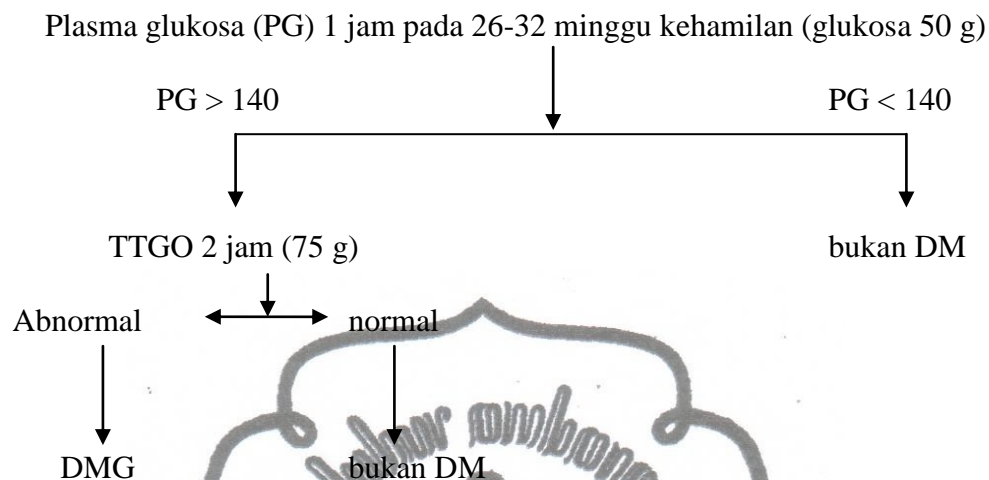 Plasma glukosa (PG) 1 jam pada 26-32 minggu kehamilan (glukosa 50 g)
PG > 140 PG < 140
TTGO 2 jam (75 g) bukan DM
Abnormal normal
DMG bukan DM